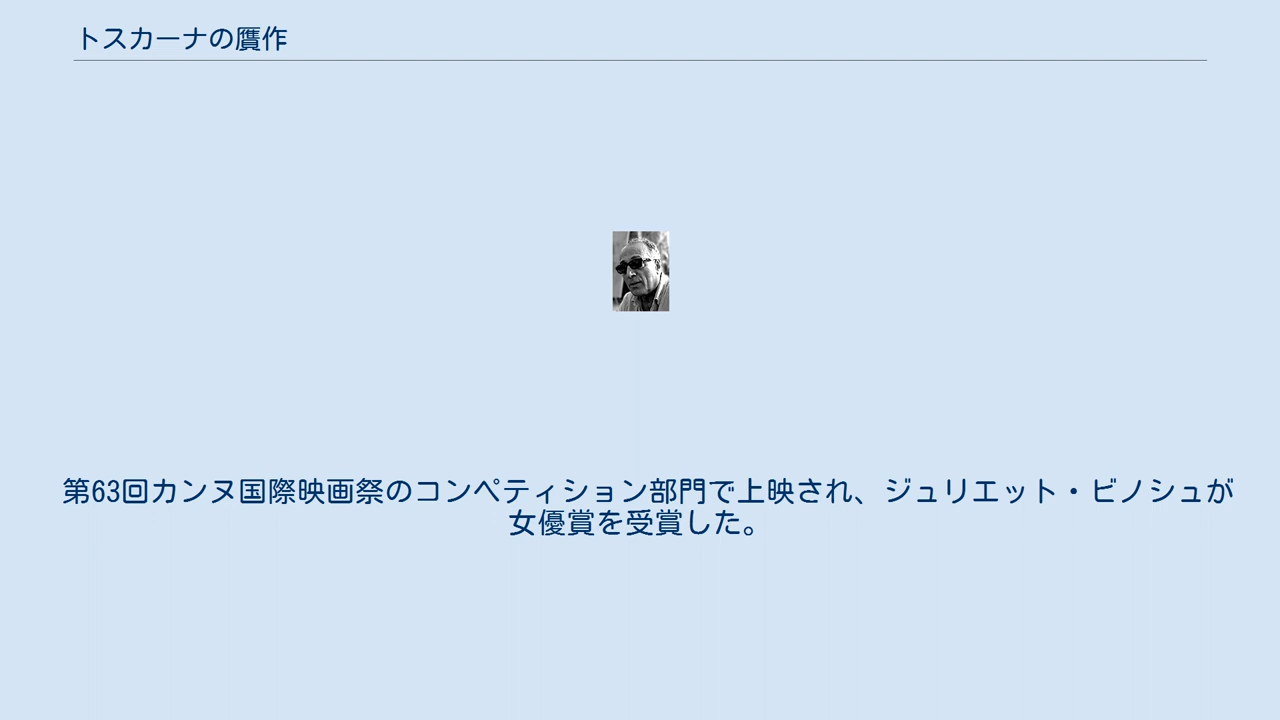 トスカーナの贋作
第63回カンヌ国際映画祭のコンペティション部門で上映され、ジュリエット・ビノシュが
女優賞を受賞した。